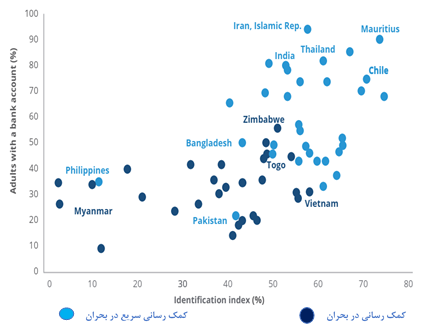 100
90
80
70
60
50
40
30
20
10
0
Adults with a bank account (%)
Iran, Islamic Rep.
Mauritius
Thailand
India
Chile
Zimbabwe
Bangladesh
Togo
Philippines
Myanmar
Vietnam
Pakistan
0 10 20 30 40 50 60 70 80
Identification index (%)
کمک رسانی سریع در بحران
کمک رسانی در بحران